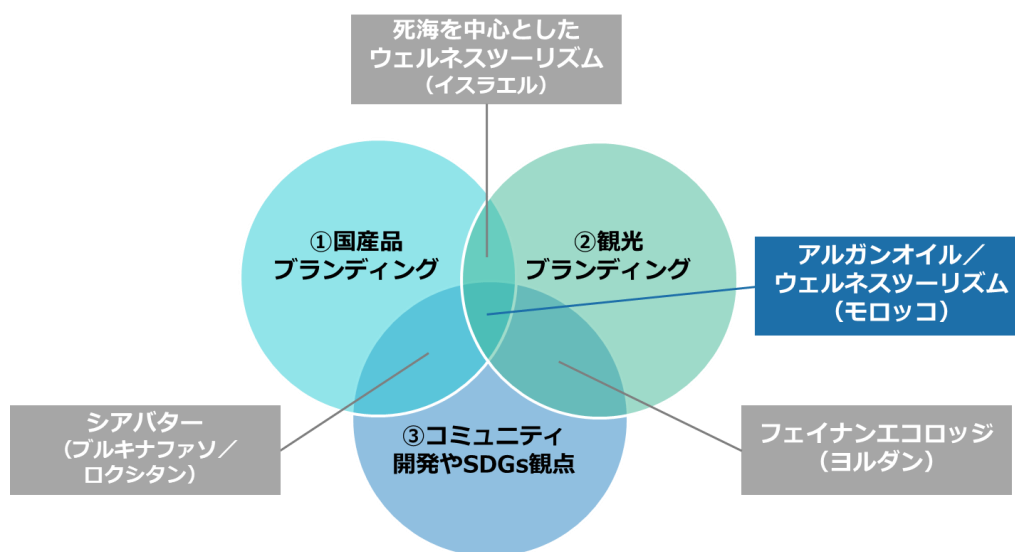 死海を中心とした
ウェルネスツーリズム
（イスラエル）
①国産品
ブランディング
②観光
ブランディング
アルガンオイル／
ウェルネスツーリズム
（モロッコ）
シアバター
（ブルキナファソ／
ロクシタン）
③コミュニティ
開発やSDGs観点
フェイナンエコロッジ
（ヨルダン）